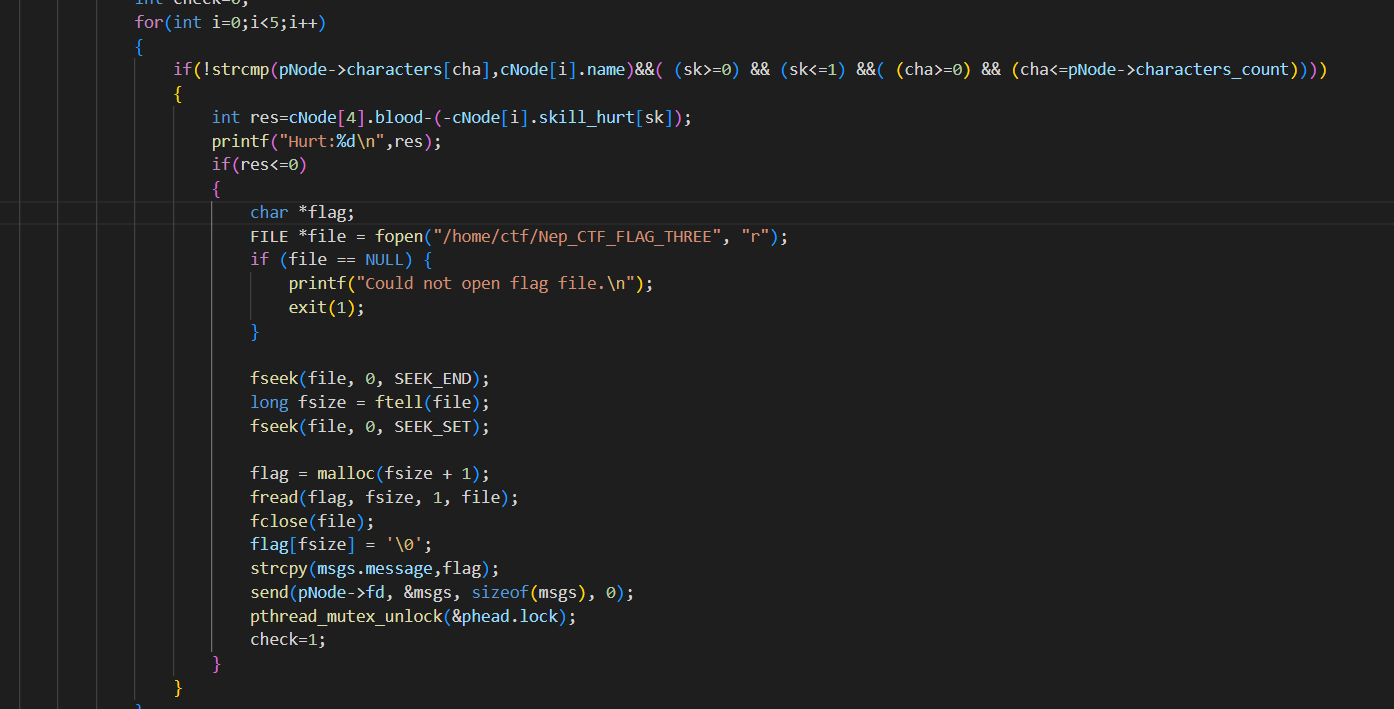 int check=0;
for(int i=0;i<5;i++)
{
if(!strcmp(pNode->characters[cha],cNode[i].name)&&( (sk>=0) && (sk<=1) &&( (cha>=0) && (cha<=pNode->characters_count))))
{
int res=cNode[4].blood-(-cNode[i].skill_hurt[sk]);
printf("Hurt:%d\n",res);
if(res<=0)
{
char *flag;
FILE *file = fopen("/home/ctf/Nep_CTF_FLAG_THREE", "r");
if (file == NULL) {
printf("Could not open flag file.\n");
exit(1);
}
fseek(file, 0, SEEK_END);
long fsize = ftell(file);
fseek(file, 0, SEEK_SET);
flag = malloc(fsize + 1);
fread(flag, fsize, 1, file);
fclose(file);
flag[fsize] = '\0';
strcpy(msgs.message,flag);
send(pNode->fd, &msgs, sizeof(msgs), 0);
pthread_mutex_unlock(&phead.lock);
check=1;
}
}
}